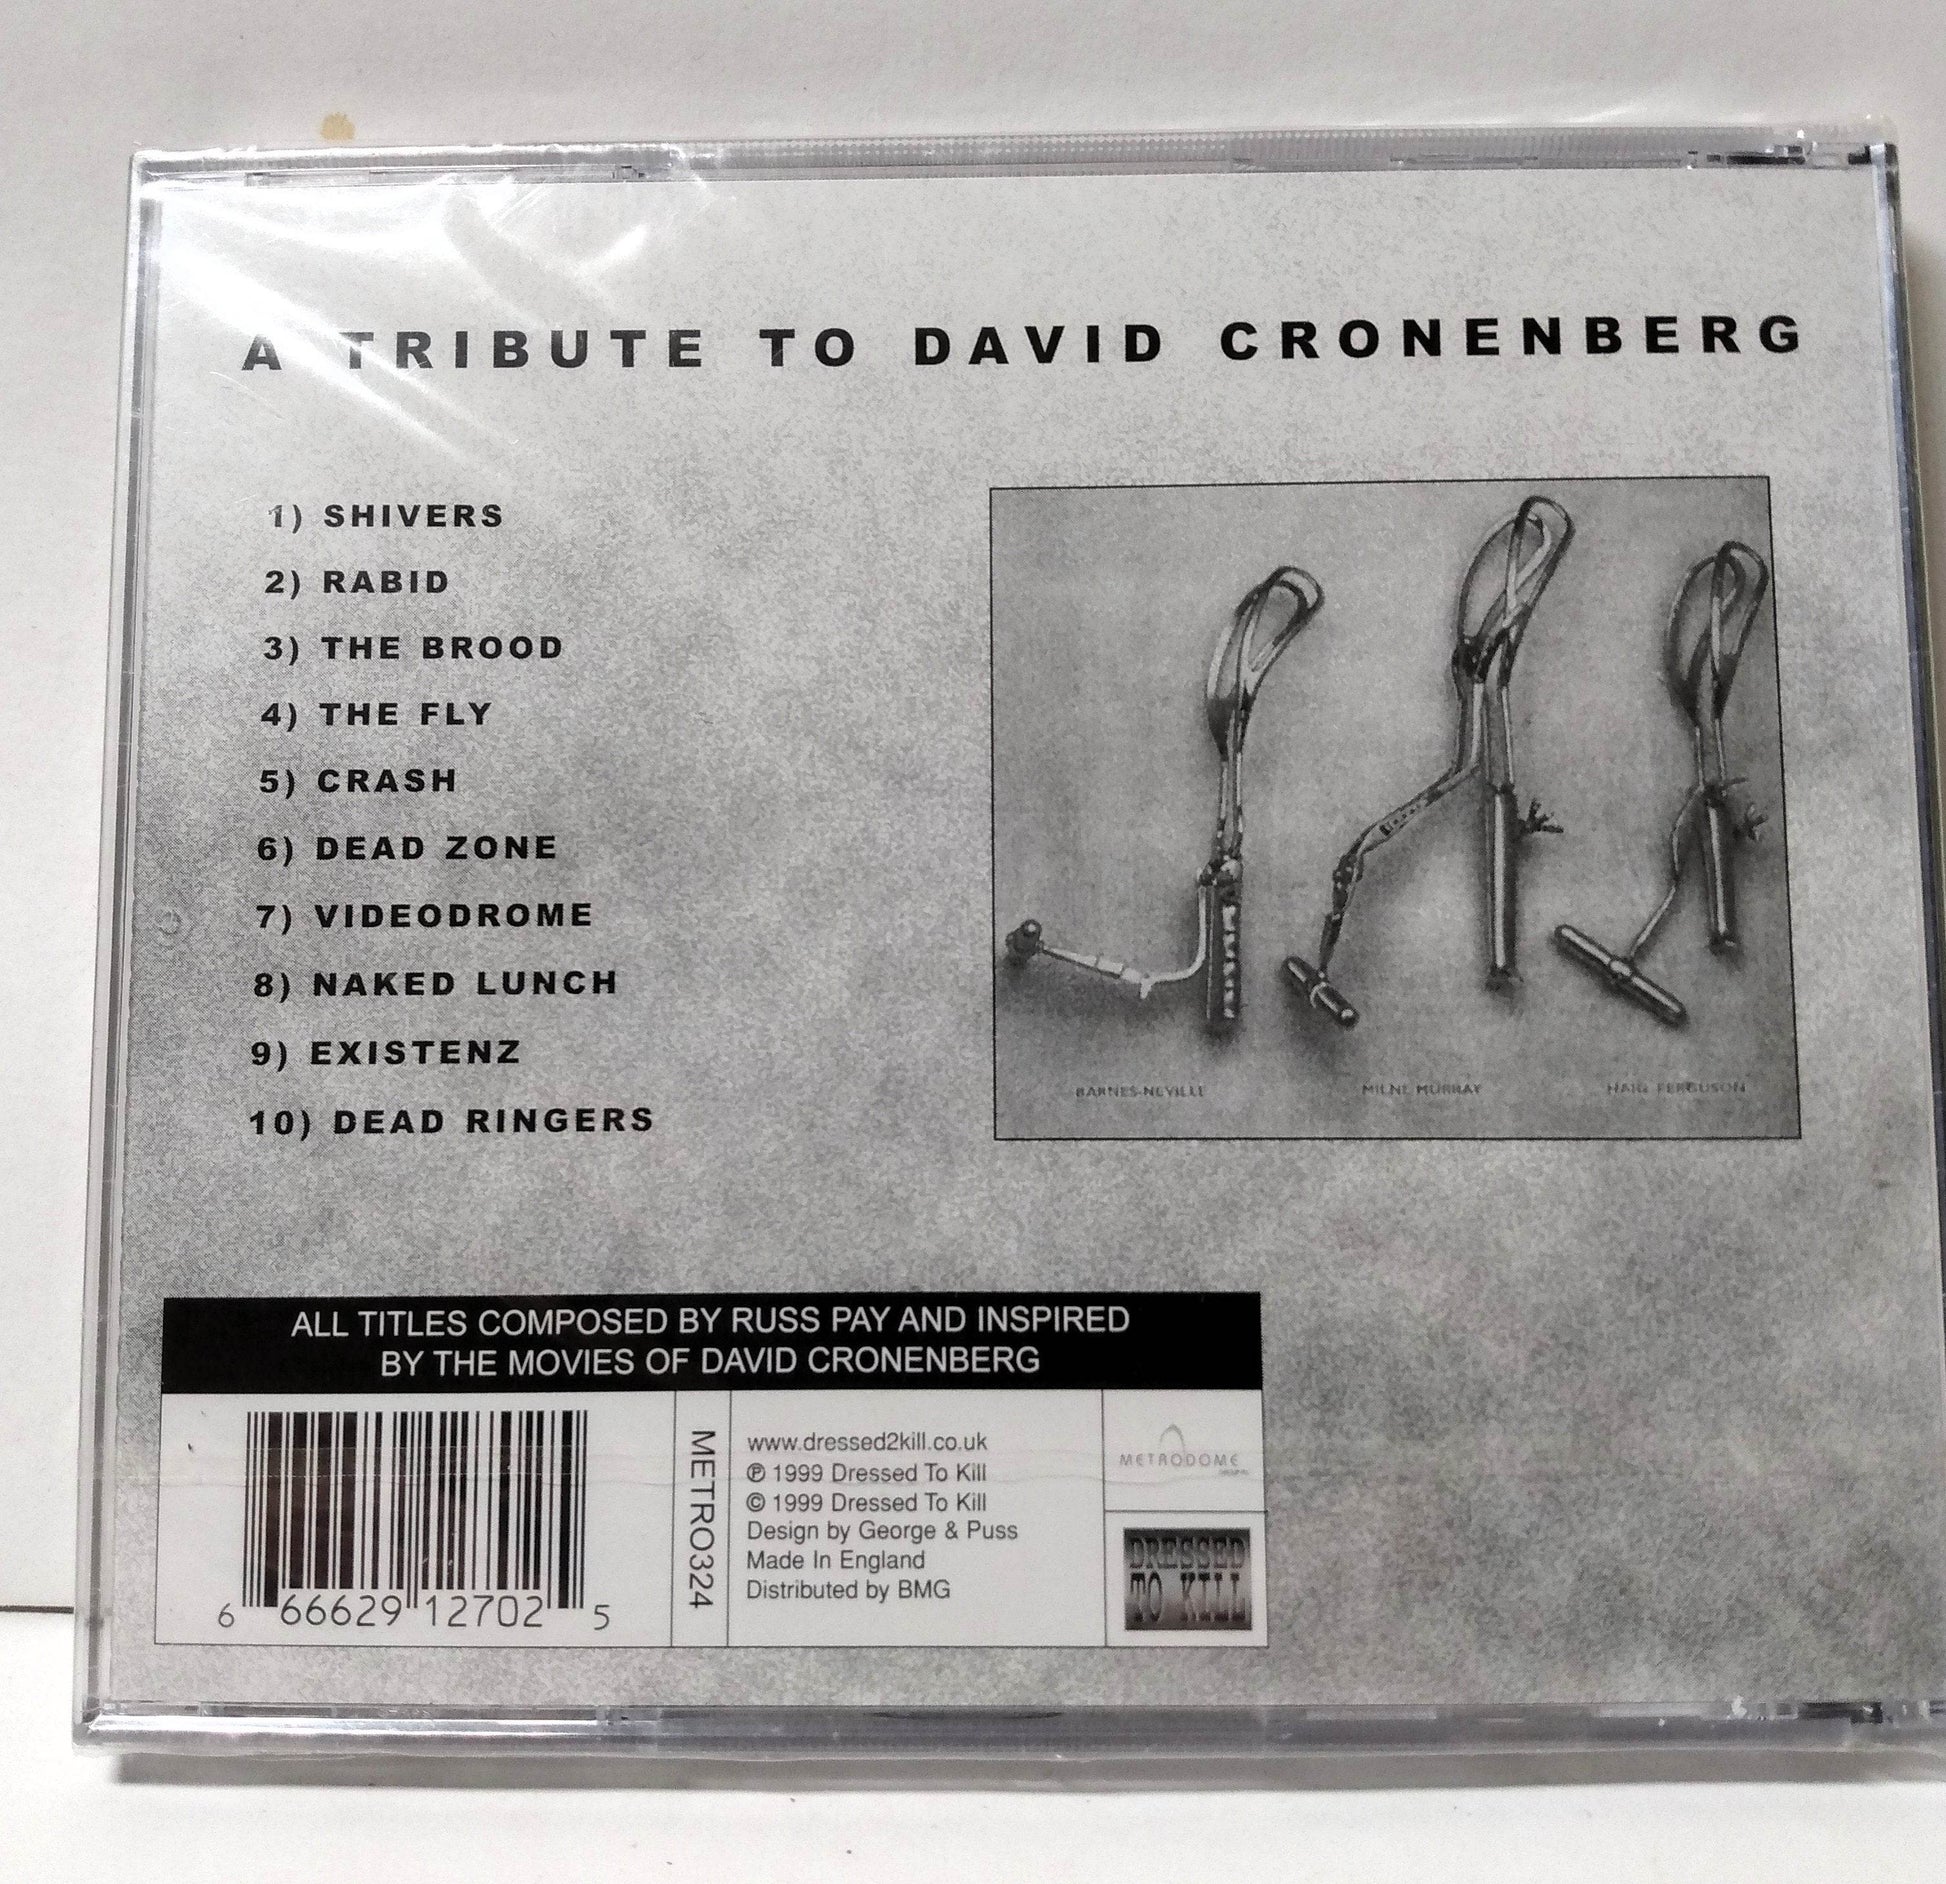 A TRIBUTE TO DAVID CRONENBERG
1) SHIVERS
2) RABID
3) THE BROOD
4) THE FLY
5) CRASH
6) DEAD ZONE
7) VIDEODROME
8) NAKED LUNCH
9) EXISTENZ
10) DEAD RINGERS
BARNES-NEVILLE
MILNE MURRAY
HAIG FERGUSON
ALL TITLES COMPOSED BY RUSS PAY AND INSPIRED
BY THE MOVIES OF DAVID CRONENBERG
6 66629 12702 5
METRO324
www.dressed2kill.co.uk
℗ 1999 Dressed To Kill
© 1999 Dressed To Kill
Design by George & Puss
Made In England
Distributed by BMG
METRODOME
DRESSED
TO KILL